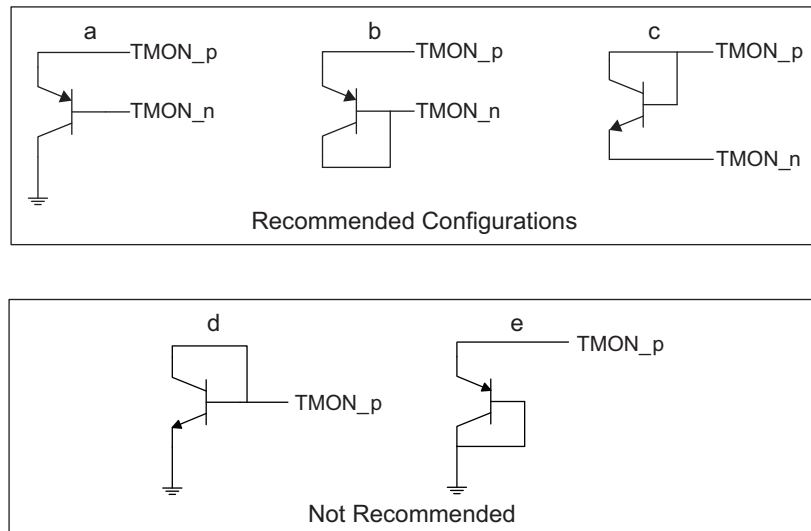 a
b
c
TMON_p
TMON_p
TMON_p
TMON_n
TMON_n
TMON_n
Recommended Configurations
d
e
TMON_p
TMON_p
Not Recommended